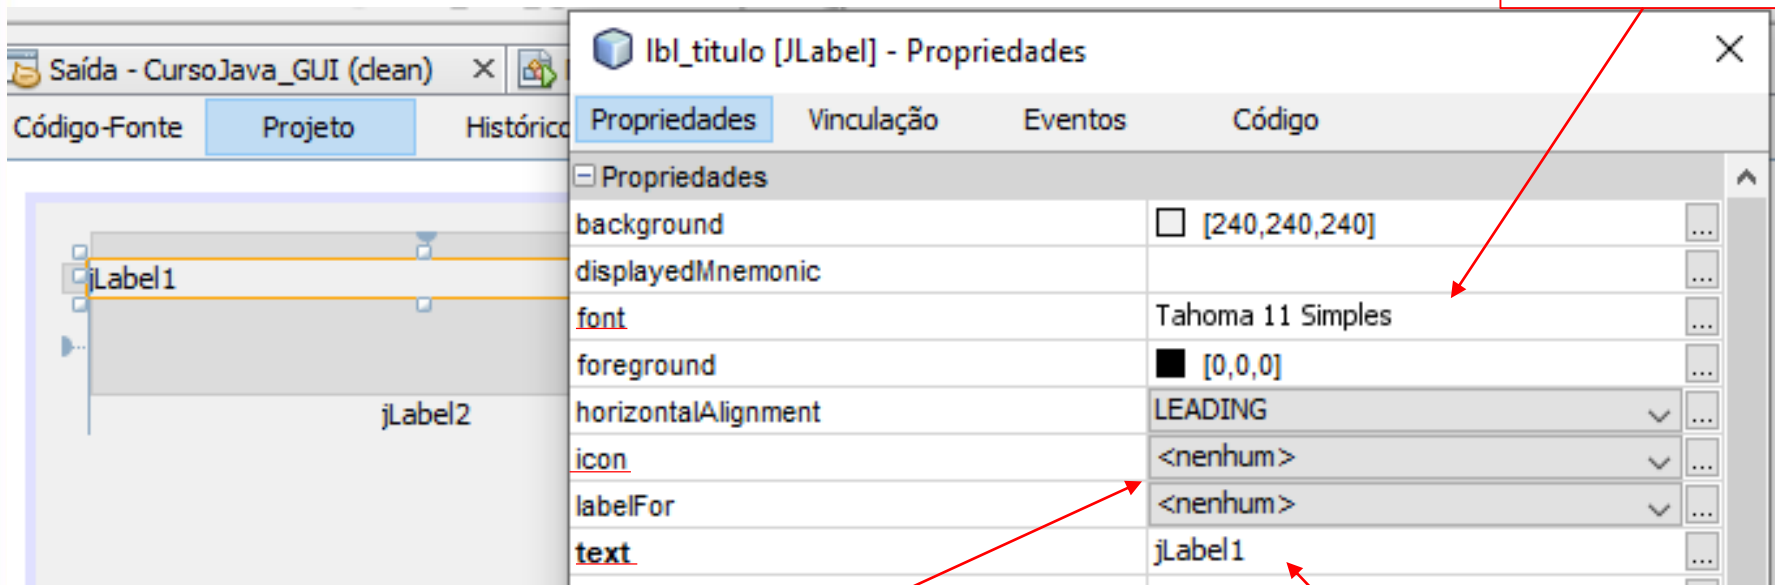 Saída - CursoJava_GUI (clean)
Código-Fonte Projeto Histórico
jLabel1
jLabel2
lbl_titulo [JLabel] - Propriedades
Propriedades Vinculação Eventos Código
Propriedades
background [240,240,240] ...
displayedMnemonic ...
font Tahoma 11 Simples ...
foreground [0,0,0] ...
horizontalAlignment LEADING ...
icon <nenhum> ...
labelFor <nenhum> ...
text jLabel1 ...